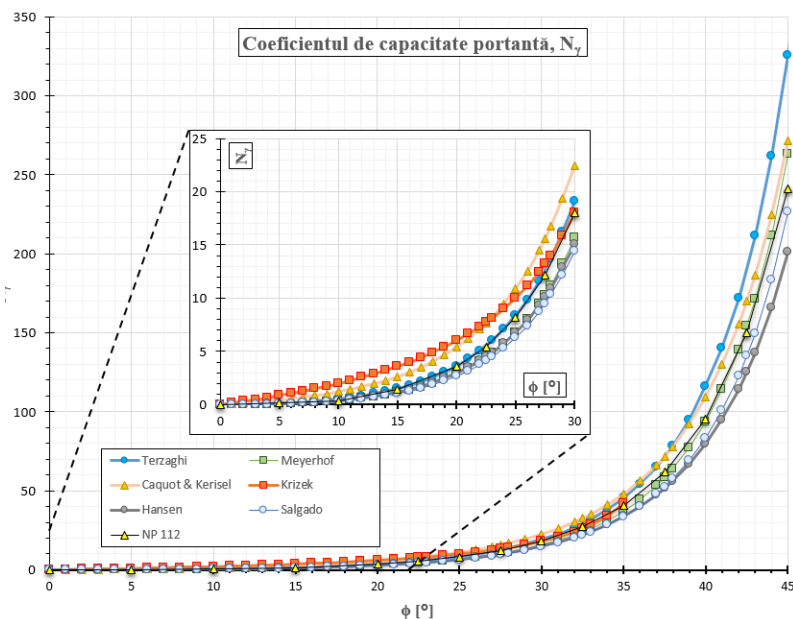 Coeficientul de capacitate portantă, Nγ
350
300
250
200
150
100
50
0
25
20
15
10
5
0
Nγ
ϕ [°]
0 5 10 15 20 25 30
Terzaghi Meyerhof
Caquot & Kerisel Krizek
Hansen Salgado
NP 112
0 5 10 15 20 25 30 35 40 45
ϕ [°]